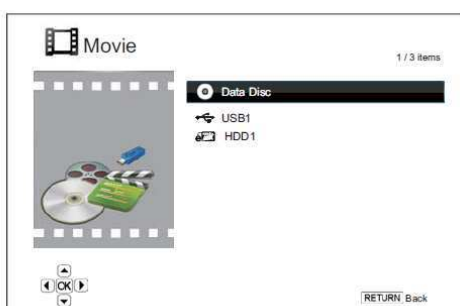 Movie
1 / 3 items
Data Disc
USB1
HDD1
OK
RETURN Back